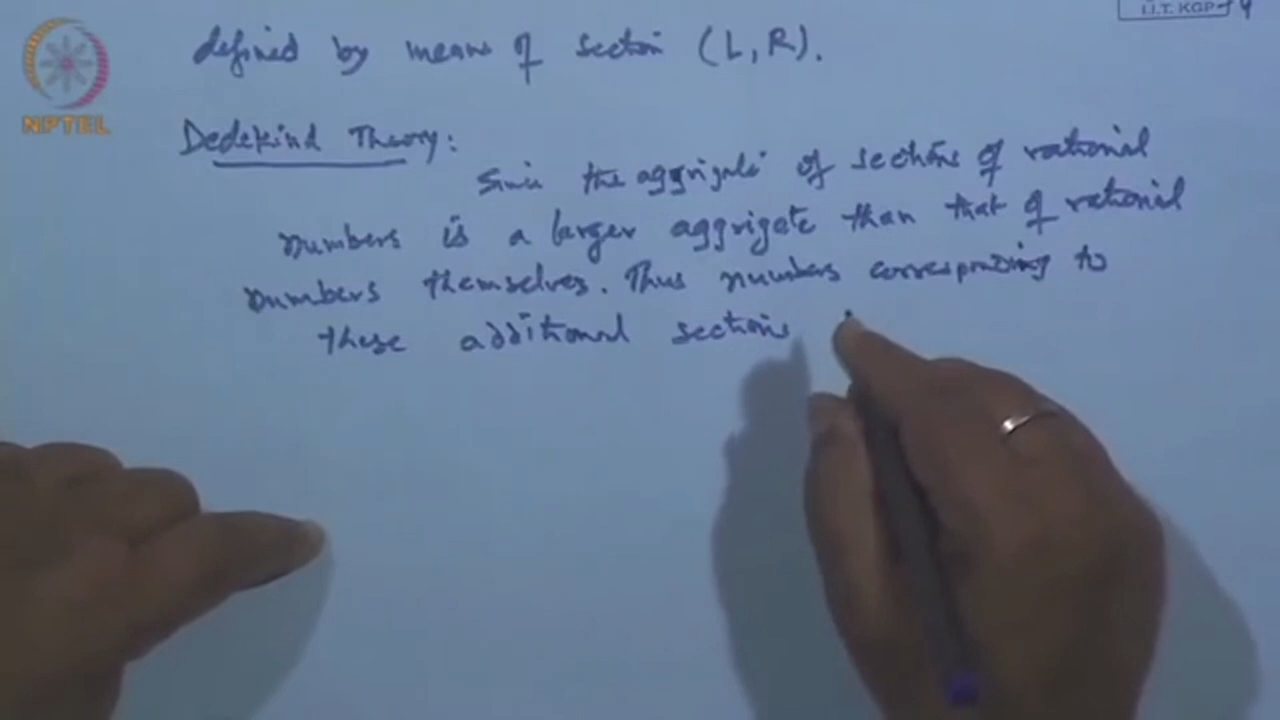 I.I.T. KGP
defined by means of section (L, R).
NPTEL
Dedekind Theory:
Since the aggrigate of sections of rational
numbers is a larger aggrigate than that of rational
numbers themselves. Thus numbers corresponding to
these additional sections